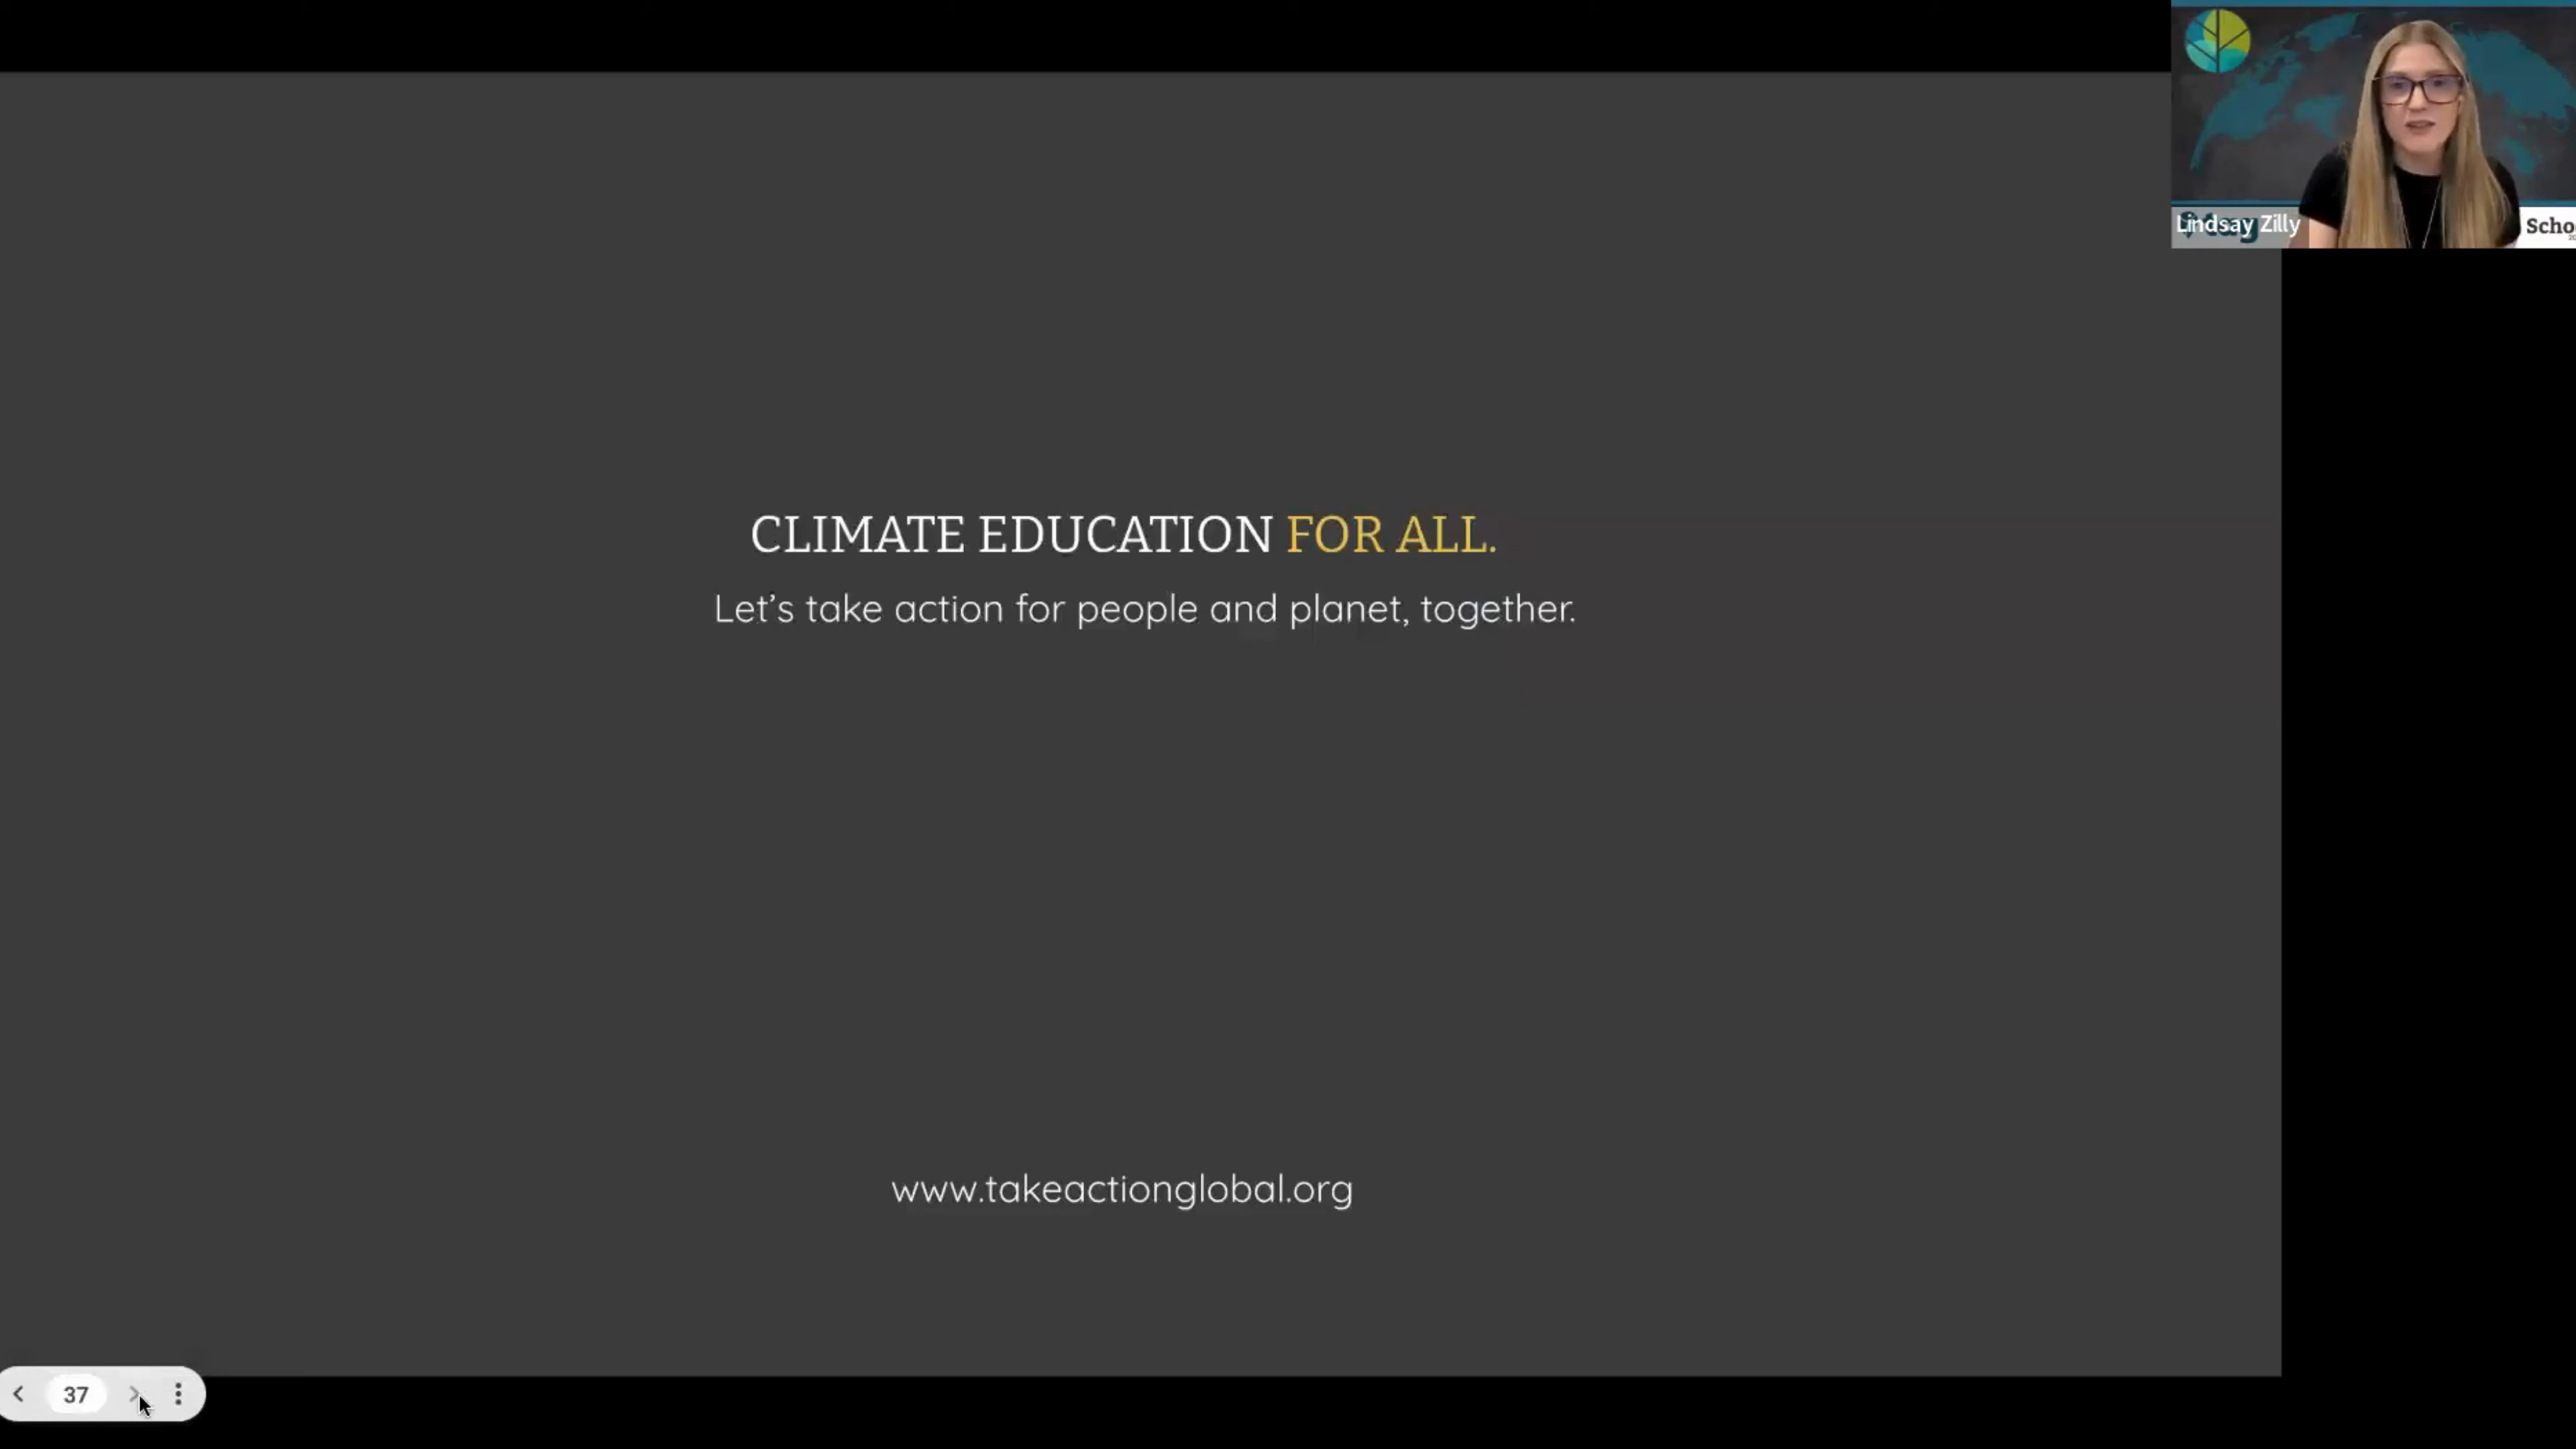 Lindsay Zilly
Scho
CLIMATE EDUCATION FOR ALL.
Let's take action for people and planet, together.
www.takeactionglobal.org
37